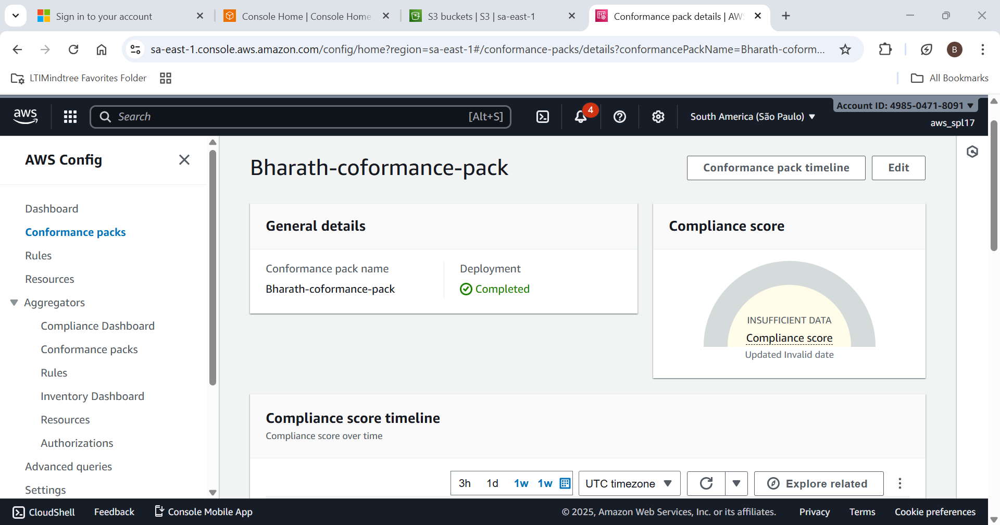 Sign in to your account
Console Home | Console Home
S3 buckets | S3 | sa-east-1
Conformance pack details | AWS
sa-east-1.console.aws.amazon.com/config/home?region=sa-east-1#/conformance-packs/details?conformancePackName=Bharath-coform...
B
LTIMindtree Favorites Folder
All Bookmarks
aws
Search
[Alt+S]
4
South America (São Paulo)
Account ID: 4985-0471-8091
aws_spl17
AWS Config
Dashboard
Conformance packs
Rules
Resources
Aggregators
Compliance Dashboard
Conformance packs
Rules
Inventory Dashboard
Resources
Authorizations
Advanced queries
Settings
Bharath-coformance-pack
Conformance pack timeline
Edit
General details
Conformance pack name
Bharath-coformance-pack
Deployment
Completed
Compliance score
INSUFFICIENT DATA
Compliance score
Updated Invalid date
Compliance score timeline
Compliance score over time
3h 1d 1w 1w
UTC timezone
Explore related
CloudShell
Feedback
Console Mobile App
© 2025, Amazon Web Services, Inc. or its affiliates.
Privacy
Terms
Cookie preferences